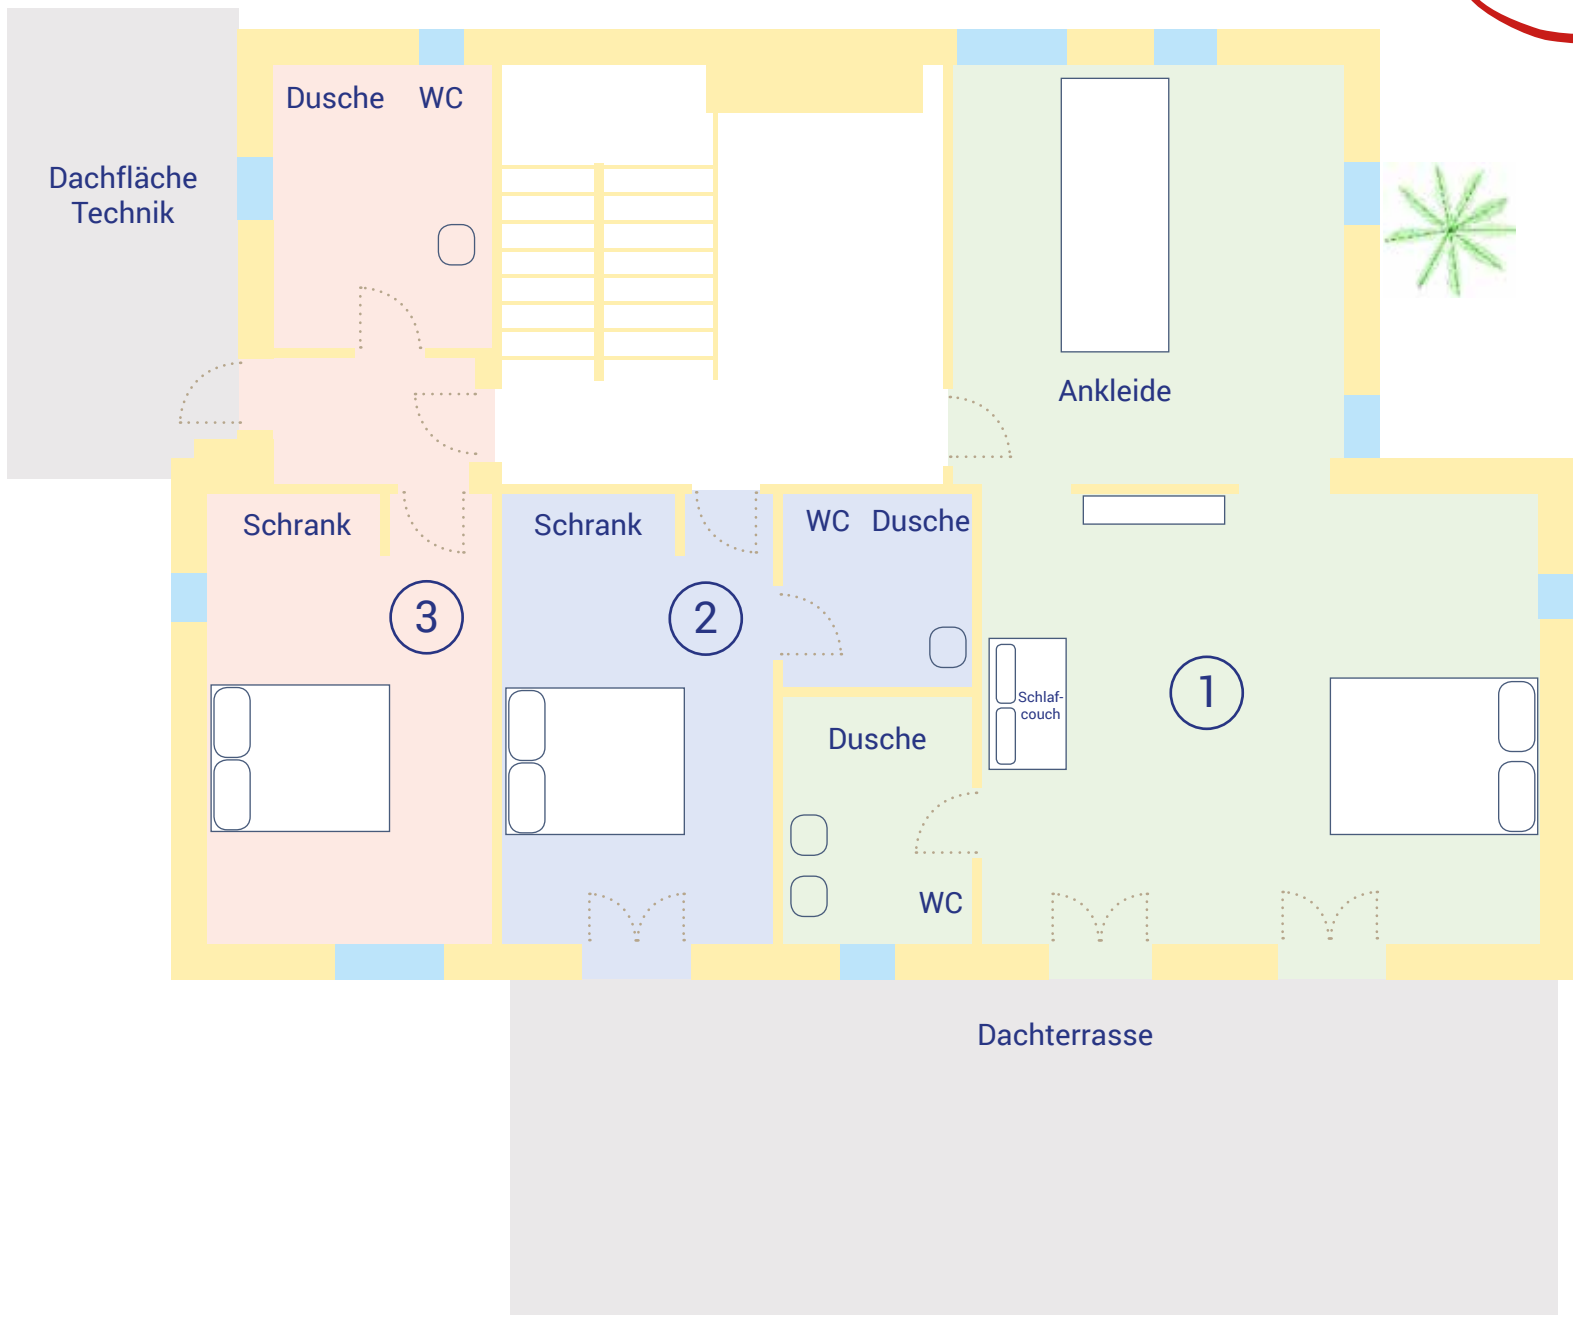 Dusche WC
Dachfläche
Technik
Ankleide
Schrank
Schrank
WC Dusche
3
2
1
Schlaf-
couch
Dusche
WC
Dachterrasse